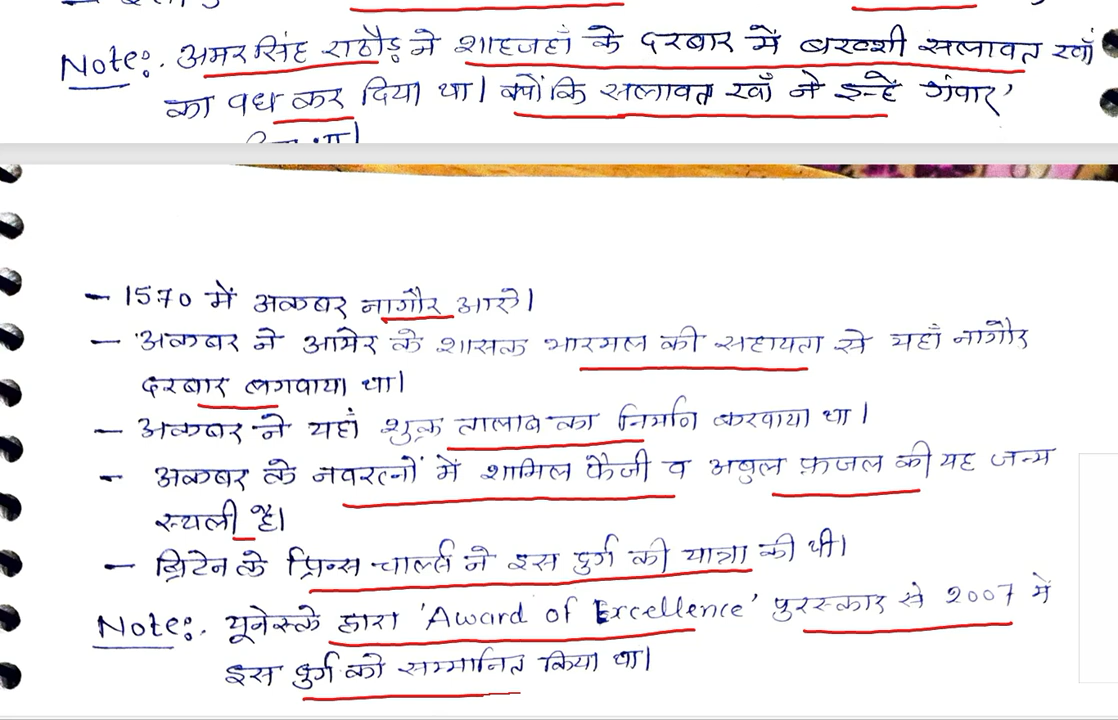 Note:. अमरसिंह राठौड़ ने शाहजहाँ के दरबार में बख्शी सलावत खाँ
का वध कर दिया था। क्योंकि सलावत खाँ ने इन्हें गंवार'
- 1570 में अकबर नागौर आये।
- अकबर ने आमेर के शासक भारमल की सहायता से यहाँ नागौर
दरबार लगवाया था।
- अकबर ने यहाँ शुक्र तालाब का निर्माण करवाया था।
- अकबर के नवरत्नों में शामिल फैजी व अबुल फ़जल की यह जन्म
स्थली है।
- ब्रिटेन के प्रिन्स चार्ल्स ने इस दुर्ग की यात्रा की थी।
Note:. यूनेस्को द्वारा 'Award of Excellence' पुरस्कार से 2007 में
इस दुर्ग को सम्मानित किया था।